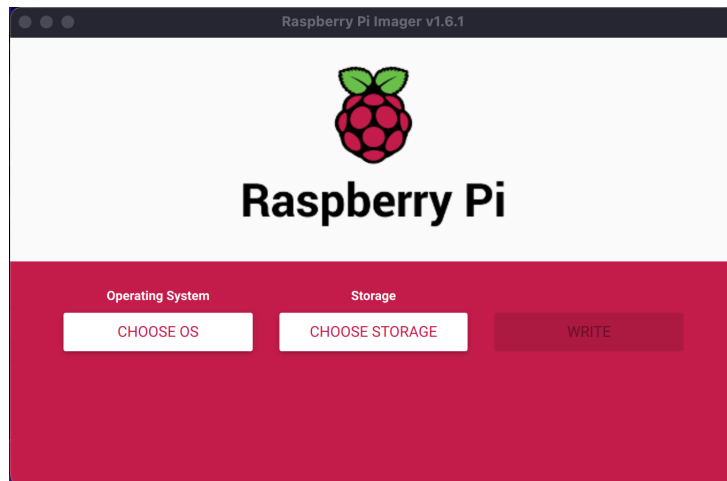 Raspberry Pi Imager v1.6.1
Raspberry Pi
Operating System
Storage
CHOOSE OS
CHOOSE STORAGE
WRITE